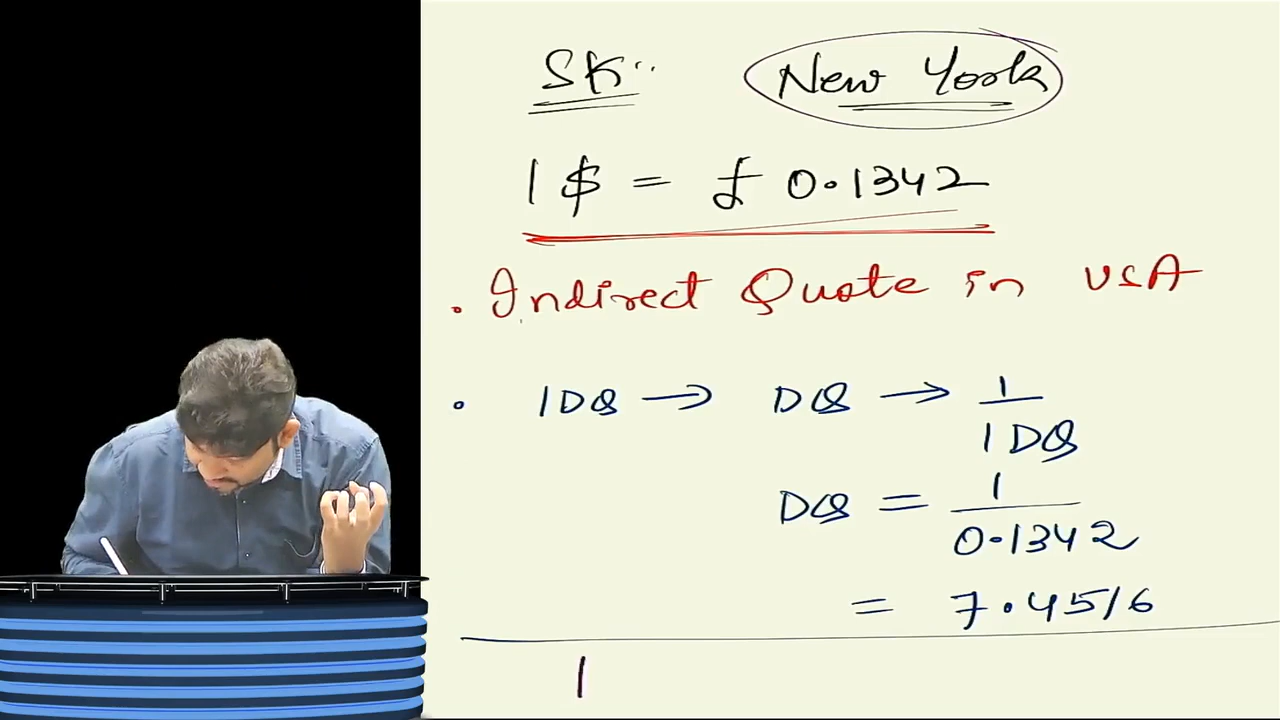 SK..
New York
1 $ = £ 0.1342
. Indirect Quote in USA
. IDQ → DQ → 1/IDQ
DQ = 1/0.1342
= 7.4516
1